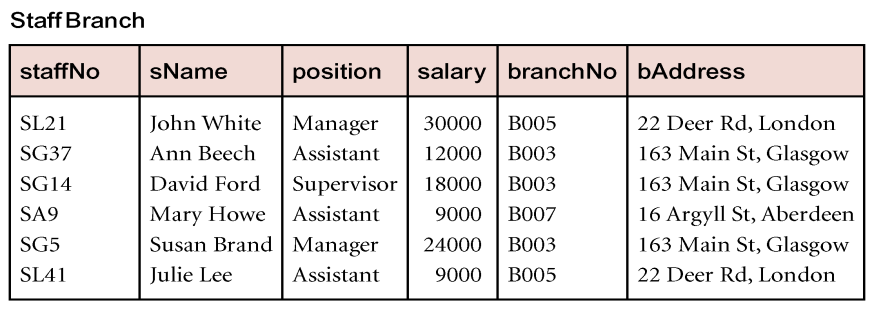 StaffBranch
staffNo sName position salary branchNo bAddress
SL21 John White Manager 30000 B005 22 Deer Rd, London
SG37 Ann Beech Assistant 12000 B003 163 Main St, Glasgow
SG14 David Ford Supervisor 18000 B003 163 Main St, Glasgow
SA9 Mary Howe Assistant 9000 B007 16 Argyll St, Aberdeen
SG5 Susan Brand Manager 24000 B003 163 Main St, Glasgow
SL41 Julie Lee Assistant 9000 B005 22 Deer Rd, London